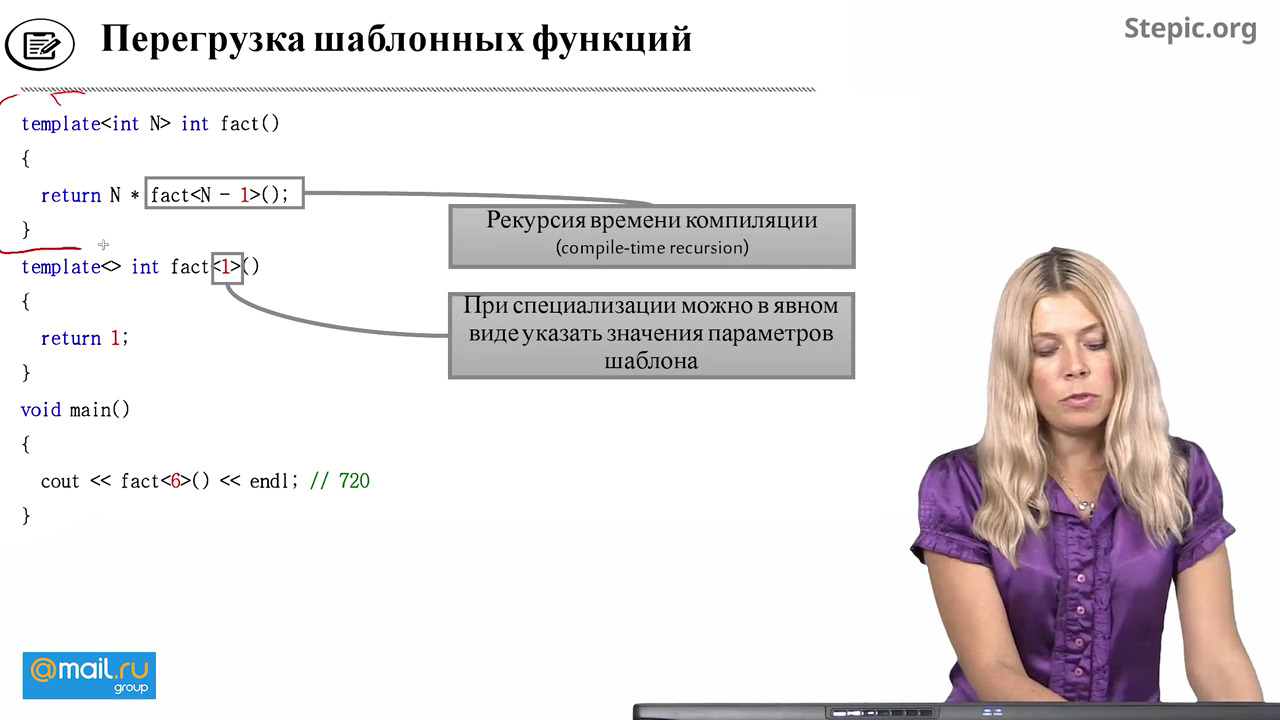 Перегрузка шаблонных функций
Stepic.org
template<int N> int fact()
{
return N * fact<N - 1>();
}
template<> int fact<1>()
{
return 1;
}
void main()
{
cout << fact<6>() << endl; // 720
}
Рекурсия времени компиляции
(compile-time recursion)
При специализации можно в явном
виде указать значения параметров
шаблона
@mail.ru
group